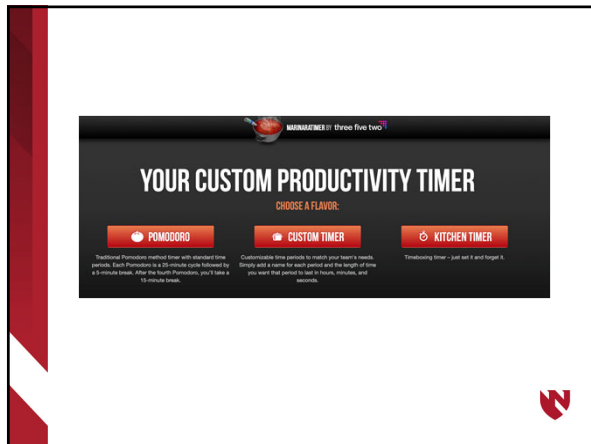 MARINARATIMER BY three five two
YOUR CUSTOM PRODUCTIVITY TIMER
CHOOSE A FLAVOR:
POMODORO
Traditional Pomodoro method timer with standard time
periods. Each Pomodoro is a 25-minute cycle followed by
a 5-minute break. After the fourth Pomodoro, you'll take a
15-minute break.
CUSTOM TIMER
Customizable time periods to match your team's needs.
Simply add a name for each period and the length of time
you want that period to last in hours, minutes, and
seconds.
KITCHEN TIMER
Timeboxing timer – just set it and forget it.